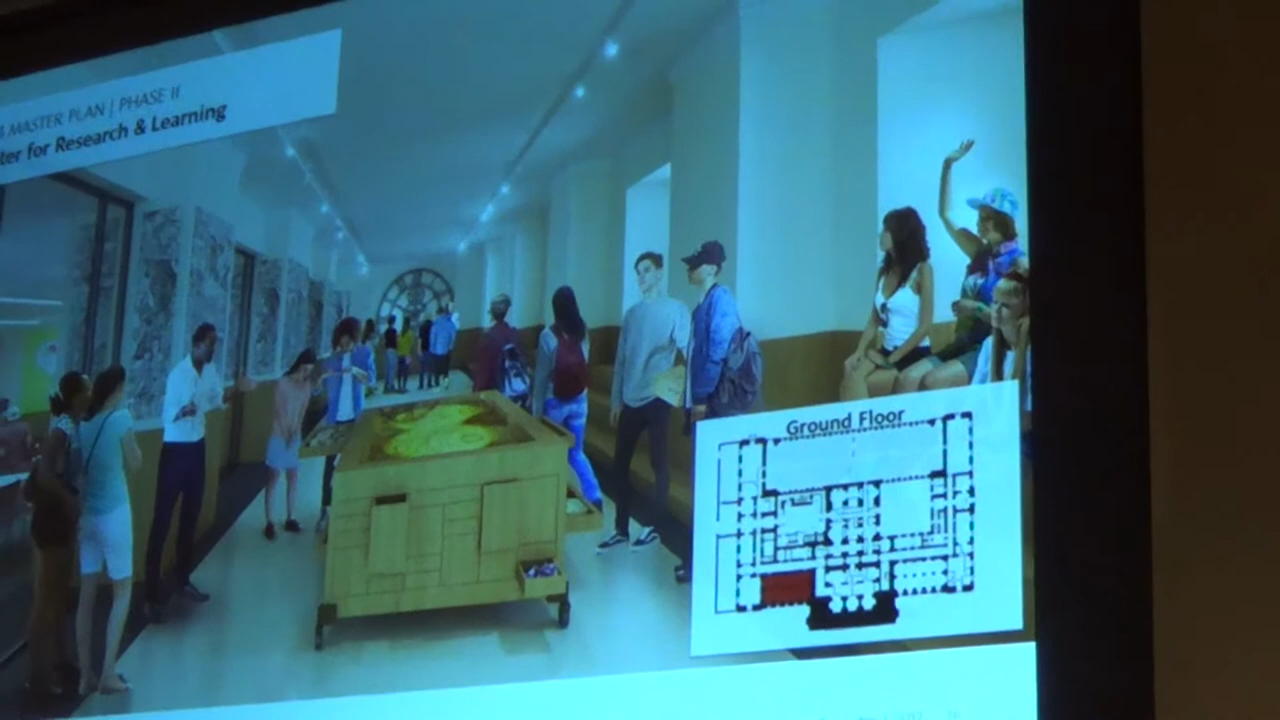 MASTER PLAN | PHASE II
ter for Research & Learning
Ground Floor